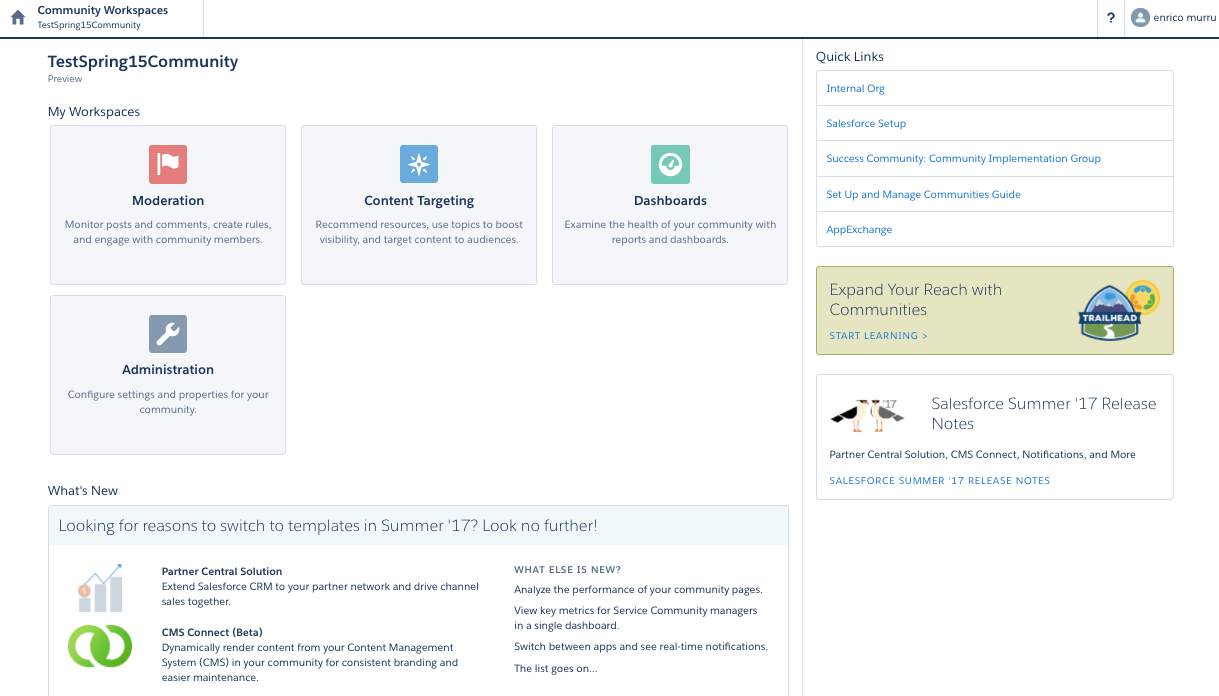 Community Workspaces
TestSpring15Community
?
enrico murru
TestSpring15Community
Preview
My Workspaces
Moderation
Monitor posts and comments, create rules,
and engage with community members.
Content Targeting
Recommend resources, use topics to boost
visibility, and target content to audiences.
Dashboards
Examine the health of your community with
reports and dashboards.
Administration
Configure settings and properties for your
community.
What's New
Looking for reasons to switch to templates in Summer '17? Look no further!
Partner Central Solution
Extend Salesforce CRM to your partner network and drive channel
sales together.
CMS Connect (Beta)
Dynamically render content from your Content Management
System (CMS) in your community for consistent branding and
easier maintenance.
WHAT ELSE IS NEW?
Analyze the performance of your community pages.
View key metrics for Service Community managers
in a single dashboard.
Switch between apps and see real-time notifications.
The list goes on...
Quick Links
Internal Org
Salesforce Setup
Success Community: Community Implementation Group
Set Up and Manage Communities Guide
AppExchange
Expand Your Reach with
Communities
START LEARNING >
TRAILHEAD
'17
Salesforce Summer '17 Release
Notes
Partner Central Solution, CMS Connect, Notifications, and More
SALESFORCE SUMMER '17 RELEASE NOTES